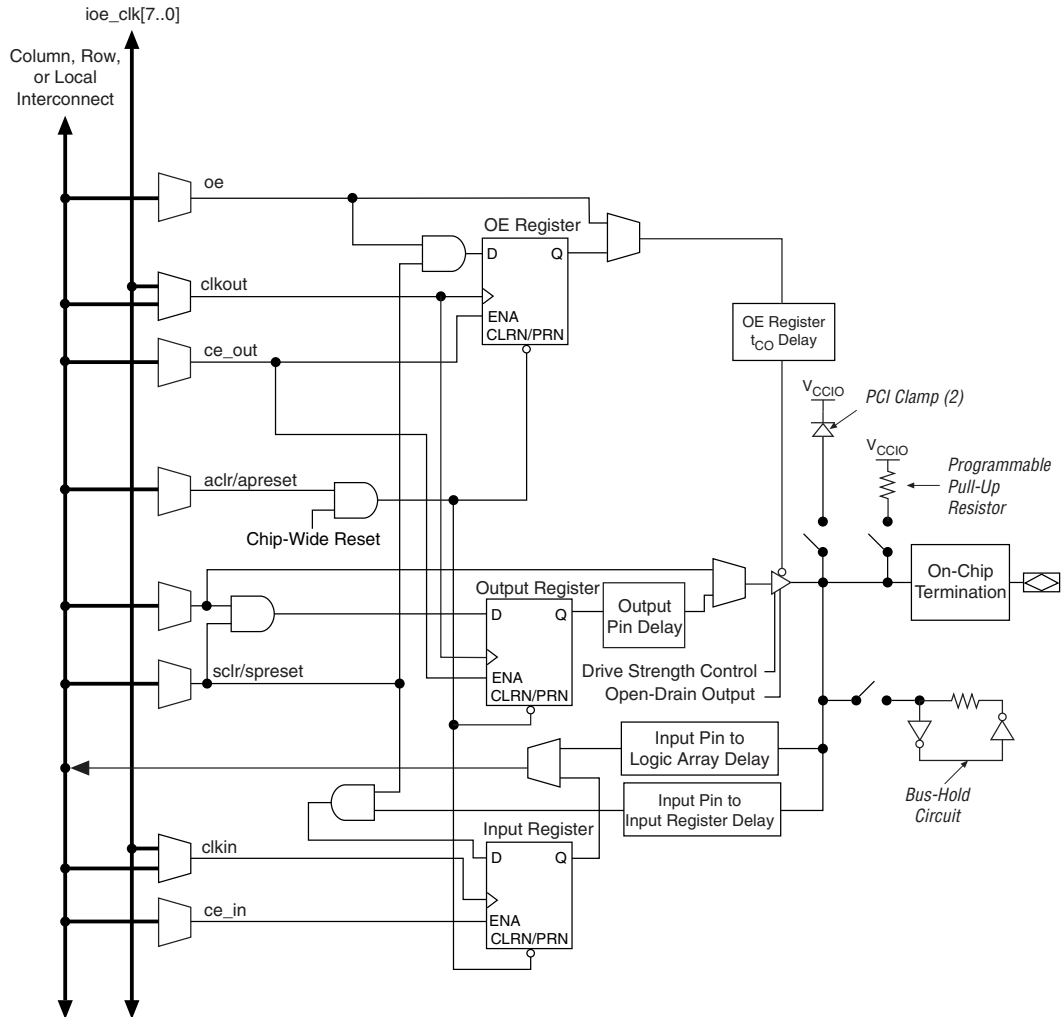 ioe_clk[7..0]
Column, Row,
or Local
Interconnect
oe
OE Register
D Q
clkout
ENA
CLRN/PRN
OE Register
tCO Delay
ce_out
VCCIO
PCI Clamp (2)
VCCIO
Programmable
Pull-Up
Resistor
aclr/apreset
Chip-Wide Reset
On-Chip
Termination
Output Register
D Q
Output
Pin Delay
ENA
CLRN/PRN
sclr/spreset
Drive Strength Control
Open-Drain Output
Input Pin to
Logic Array Delay
Bus-Hold
Circuit
Input Pin to
Input Register Delay
Input Register
D Q
clkin
ENA
CLRN/PRN
ce_in